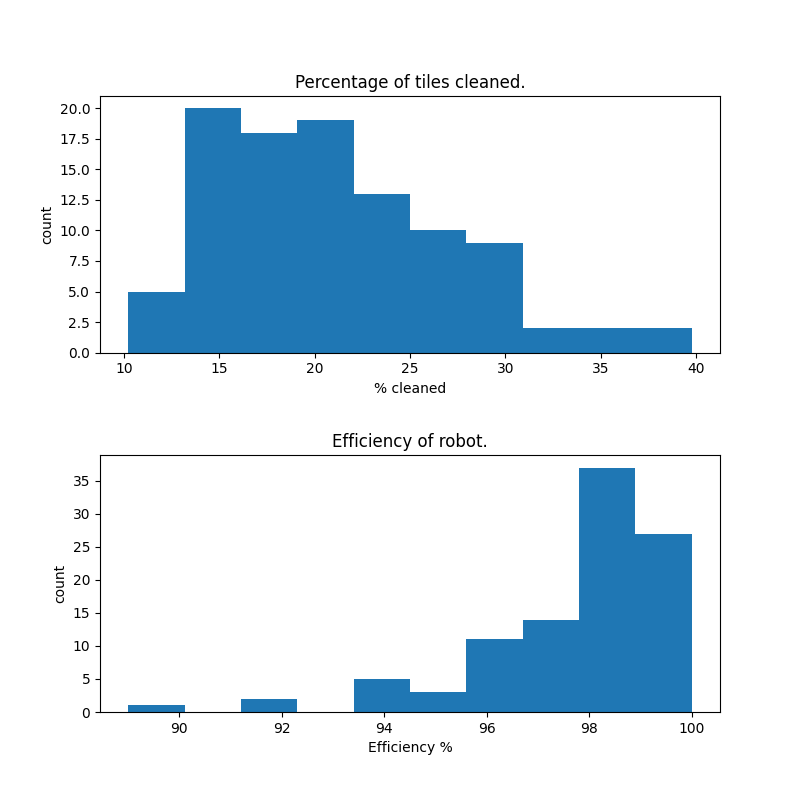 Percentage of tiles cleaned.
20.0
17.5
15.0
12.5
10.0
7.5
5.0
2.5
0.0
count
10 15 20 25 30 35 40
% cleaned
Efficiency of robot.
35
30
25
20
15
10
5
0
count
90 92 94 96 98 100
Efficiency %